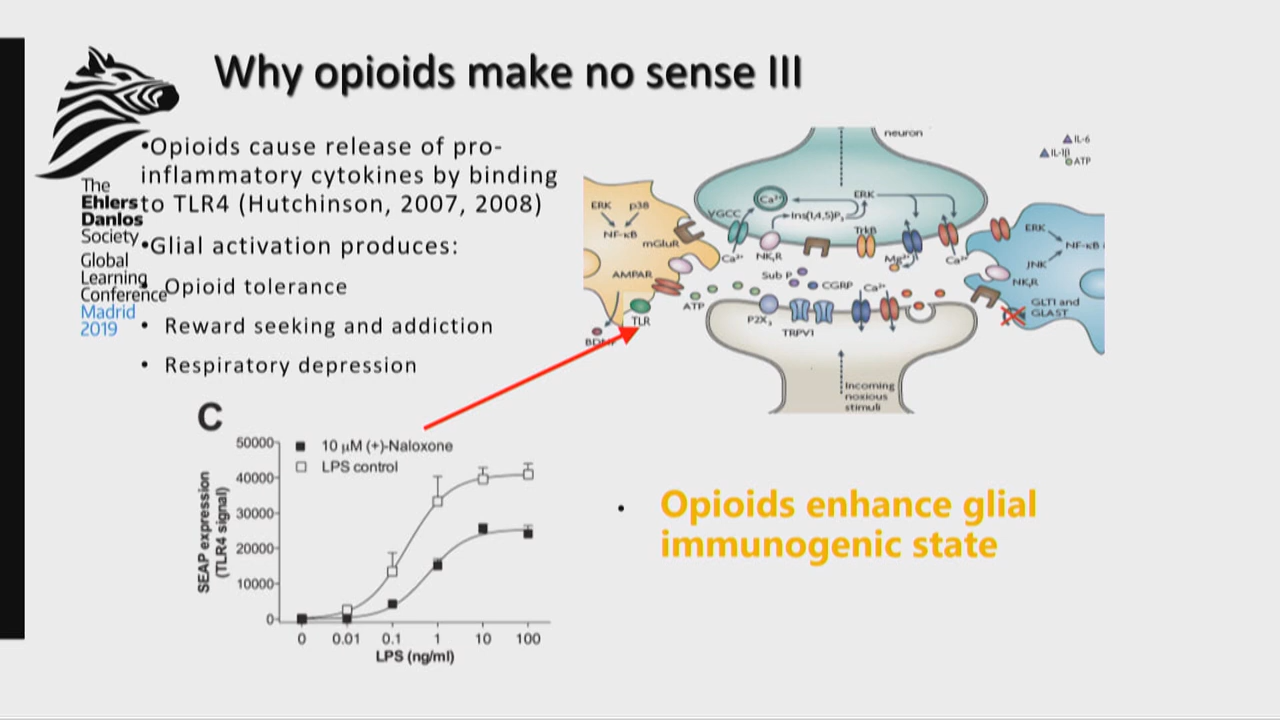 Why opioids make no sense III
•Opioids cause release of pro-
inflammatory cytokines by binding
to TLR4 (Hutchinson, 2007, 2008)
•Glial activation produces:
Opioid tolerance
• Reward seeking and addiction
• Respiratory depression
The
Ehlers
Danlos
Society
Global
Learning
Conference
Madrid
2019
neuron
IL-6
IL-1β
ATP
ERK p38
NF-κB
mGluR
AMPAR
TLR
VGCC
Ca²⁺
Ins(1,4,5)P₃
ERK
TrkB
Ca²⁺
NK₁R
Mg²⁺
Ca²⁺
Sub P
CGRP
Ca²⁺
ATP
P2X₃
TRPV1
Incoming
noxious
stimuli
ERK
NF-κB
JNK
NK₁R
GLT1 and
GLAST
C
10 μM (+)-Naloxone
LPS control
SEAP expression
(TLR4 signal)
50000
40000
30000
20000
10000
0
0 0.01 0.1 1 10 100
LPS (ng/ml)
• Opioids enhance glial
immunogenic state